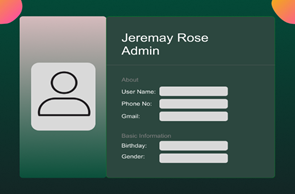 Jeremay Rose
Admin
About
User Name:
Phone No:
Gmail:
Basic Information
Birthday:
Gender: